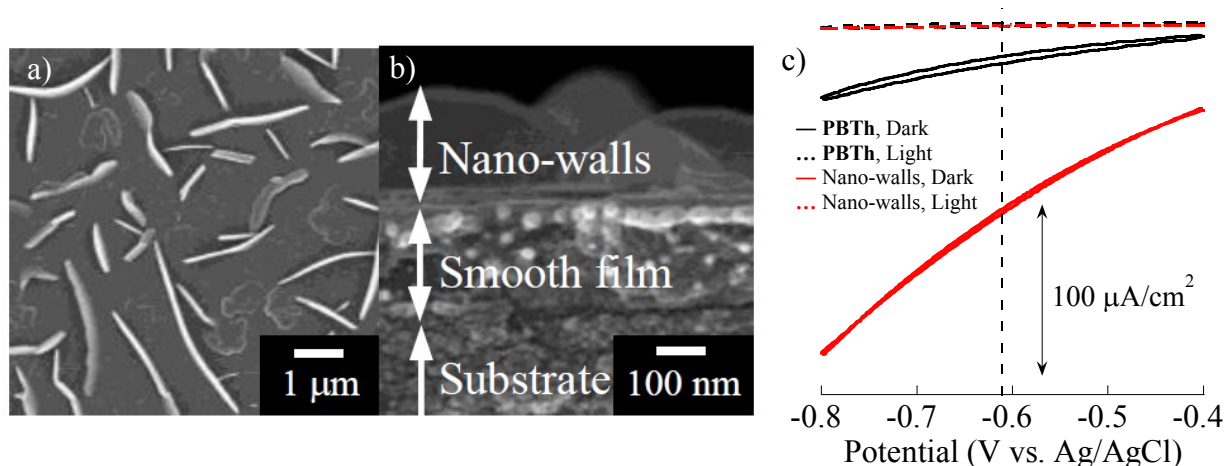 a)
1 μm
b)
Nano-walls
Smooth film
Substrate
100 nm
c)
PBTh, Dark
PBTh, Light
Nano-walls, Dark
Nano-walls, Light
100 μA/cm²
-0.8 -0.7 -0.6 -0.5 -0.4
Potential (V vs. Ag/AgCl)